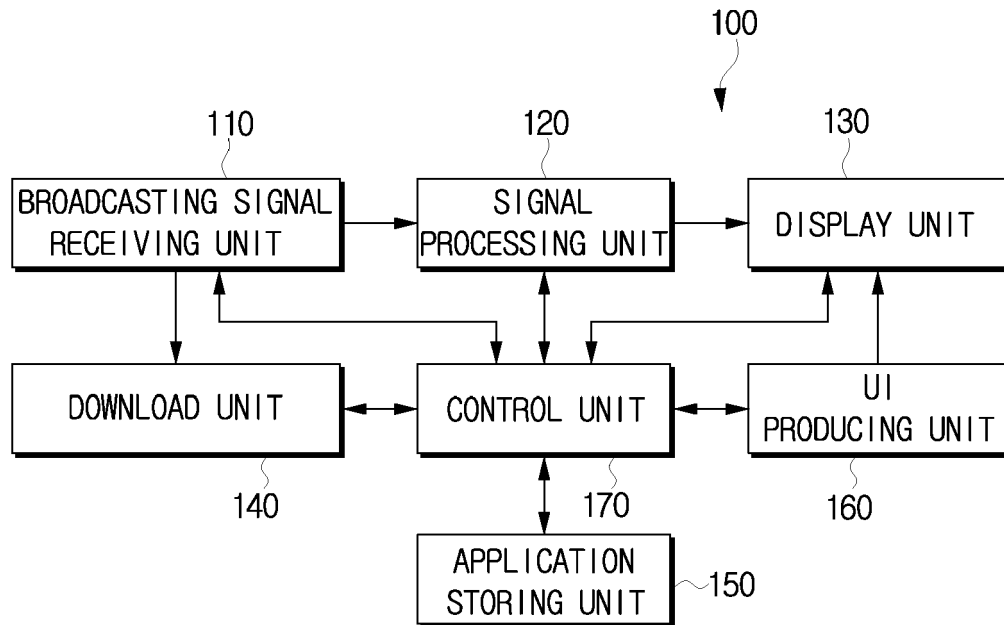 100
110
120
130
BROADCASTING SIGNAL
RECEIVING UNIT
SIGNAL
PROCESSING UNIT
DISPLAY UNIT
DOWNLOAD UNIT
CONTROL UNIT
UI
PRODUCING UNIT
140
170
160
APPLICATION
STORING UNIT
150